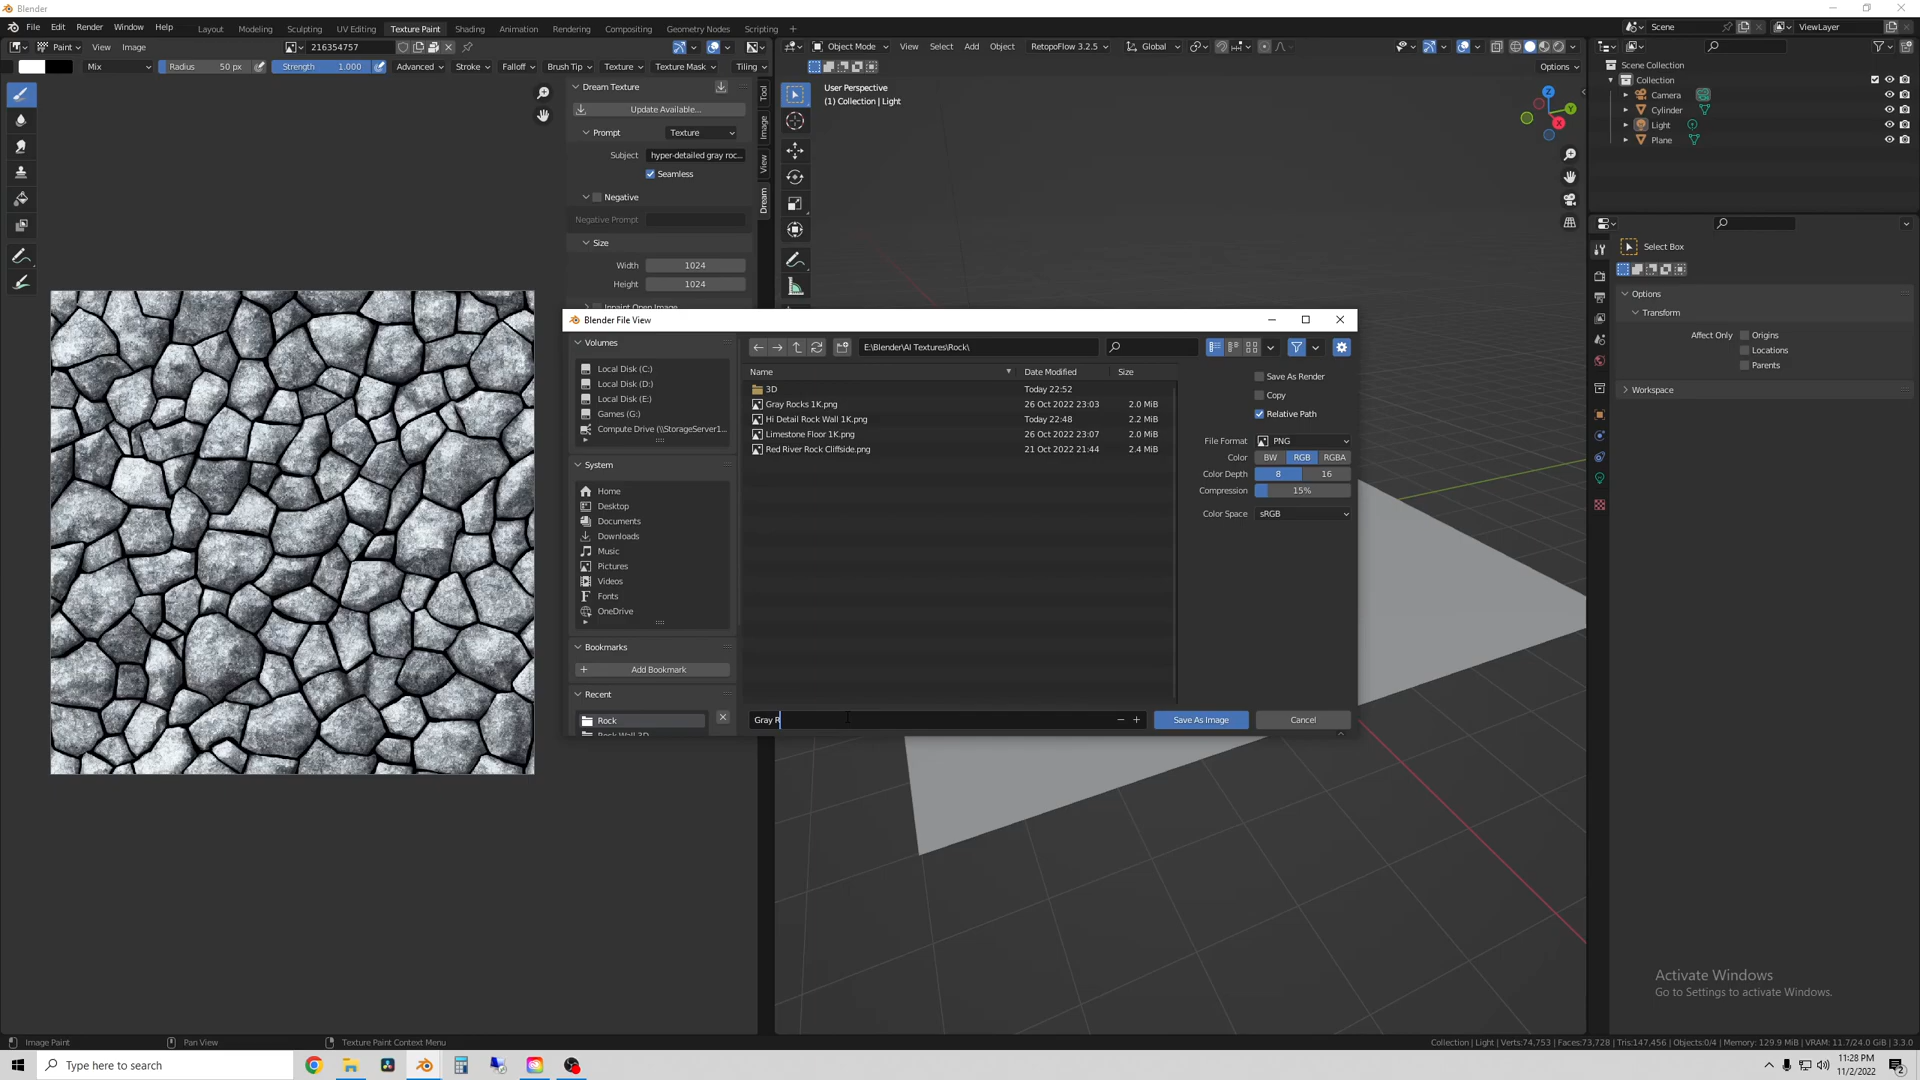 Blender
File Edit Render Window Help Layout Modeling Sculpting UV Editing Texture Paint Shading Animation Rendering Compositing Geometry Nodes Scripting + Scene ViewLayer
Paint View Image 216354757 Object Mode View Select Add Object RetopoFlow 3.2.5 Global
Mix Radius 50 px Strength 1.000 Advanced Stroke Falloff Brush Tip Texture Texture Mask Tiling Options
Dream Texture
Update Available...
Prompt Texture
Subject hyper-detailed gray roc...
Seamless
Negative
Negative Prompt
Size
Width 1024
Height 1024
Inpaint Open Image
Tool
Image
View
Dream
User Perspective
(1) Collection | Light
Z
Y
X
Scene Collection
Collection
Camera
Cylinder
Light
Plane
Select Box
Options
Transform
Affect Only Origins
Locations
Parents
Workspace
Blender File View
Volumes
Local Disk (C:)
Local Disk (D:)
Local Disk (E:)
Games (G:)
Compute Drive (\\StorageServer1...
System
Home
Desktop
Documents
Downloads
Music
Pictures
Videos
Fonts
OneDrive
Bookmarks
Add Bookmark
Recent
Rock
Rock Wall 3D
E:\Blender\AI Textures\Rock\
Name Date Modified Size
3D Today 22:52
Gray Rocks 1K.png 26 Oct 2022 23:03 2.0 MiB
Hi Detail Rock Wall 1K.png Today 22:48 2.2 MiB
Limestone Floor 1K.png 26 Oct 2022 23:07 2.0 MiB
Red River Rock Cliffside.png 21 Oct 2022 21:44 2.4 MiB
Save As Render
Copy
Relative Path
File Format PNG
Color BW RGB RGBA
Color Depth 8 16
Compression 15%
Color Space sRGB
Gray R Save As Image Cancel
Activate Windows
Go to Settings to activate Windows.
Image Paint Pan View Texture Paint Context Menu Collection | Light | Verts:74,753 | Faces:73,728 | Tris:147,456 | Objects:0/4 | Memory: 129.9 MiB | VRAM: 11.7/24.0 GiB | 3.3.0
Type here to search
11:28 PM
11/2/2022
2